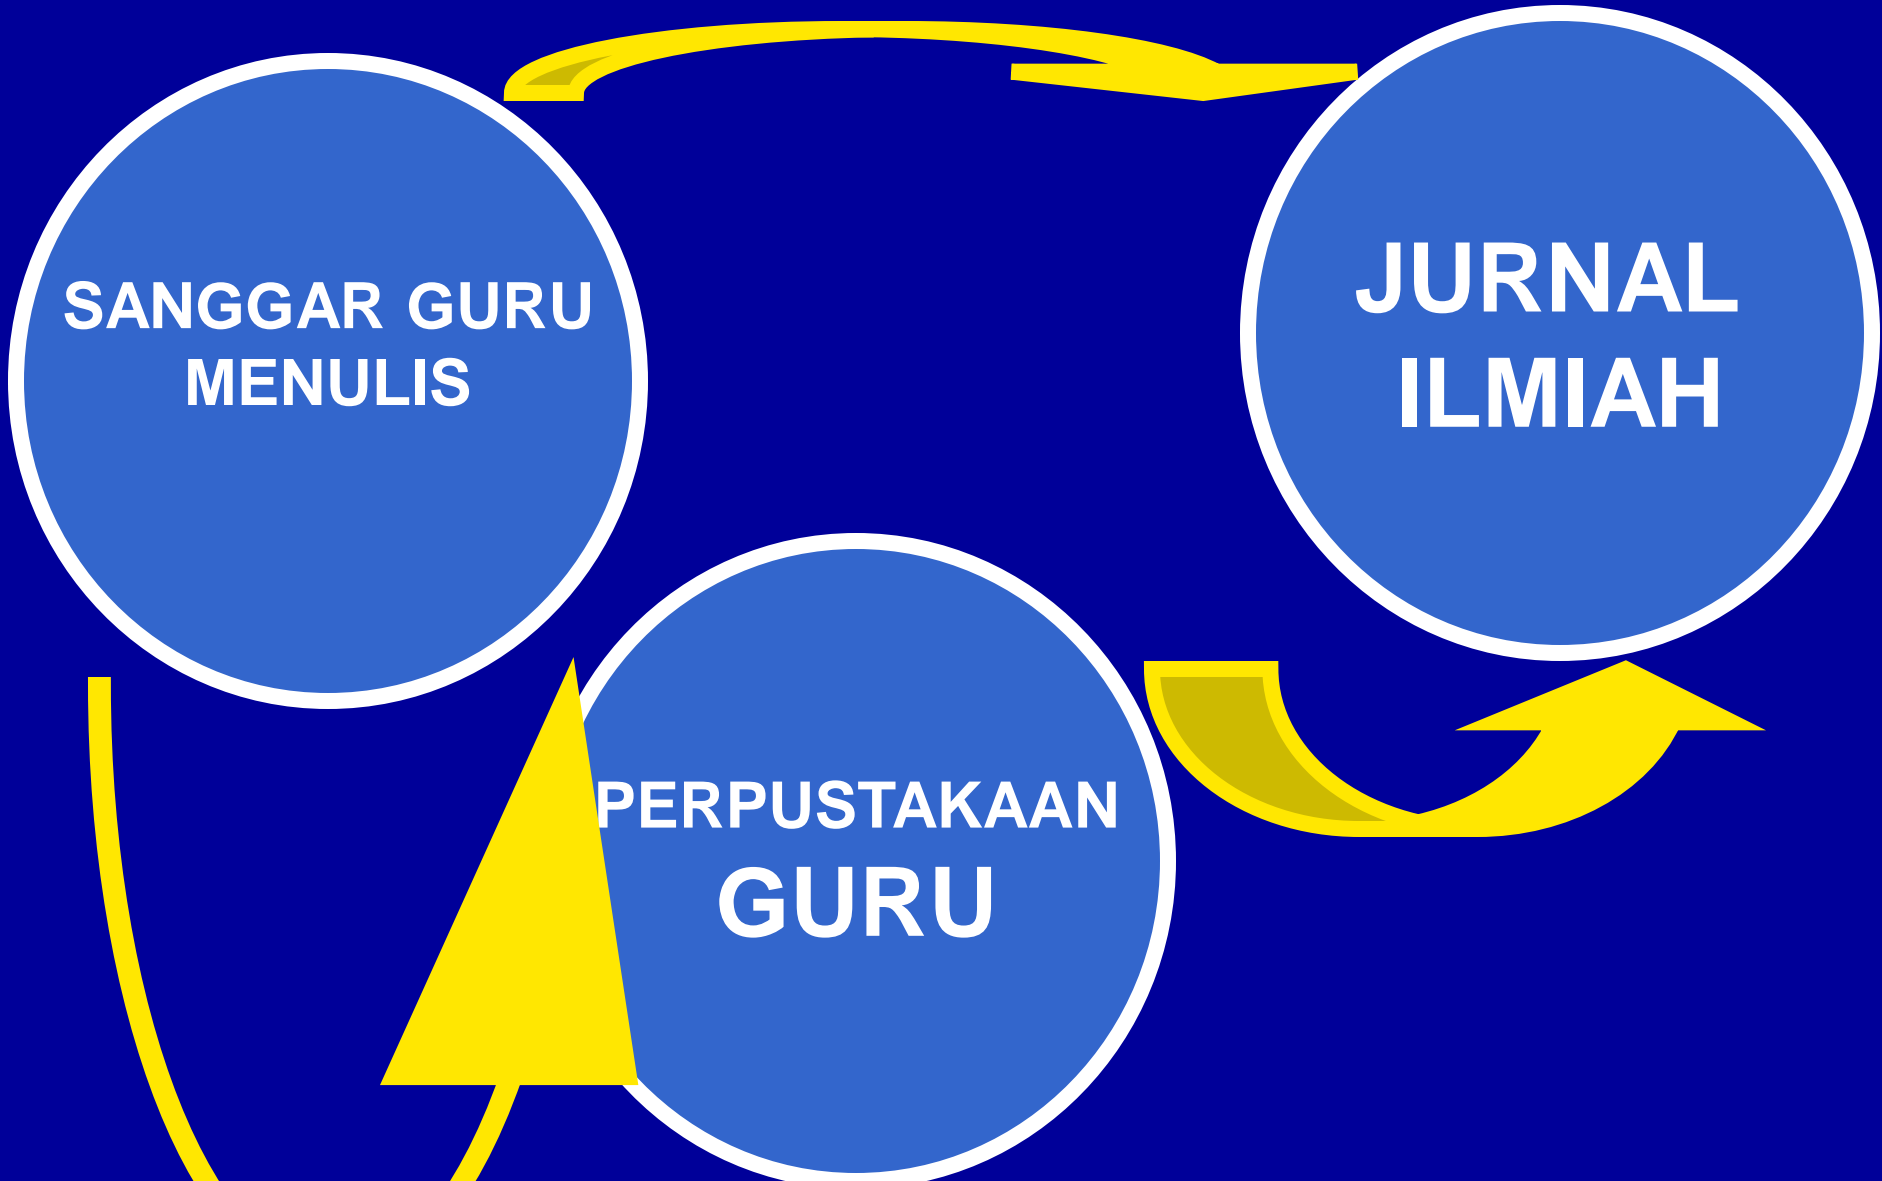 SANGGAR GURU
MENULIS
JURNAL
ILMIAH
PERPUSTAKAAN
GURU